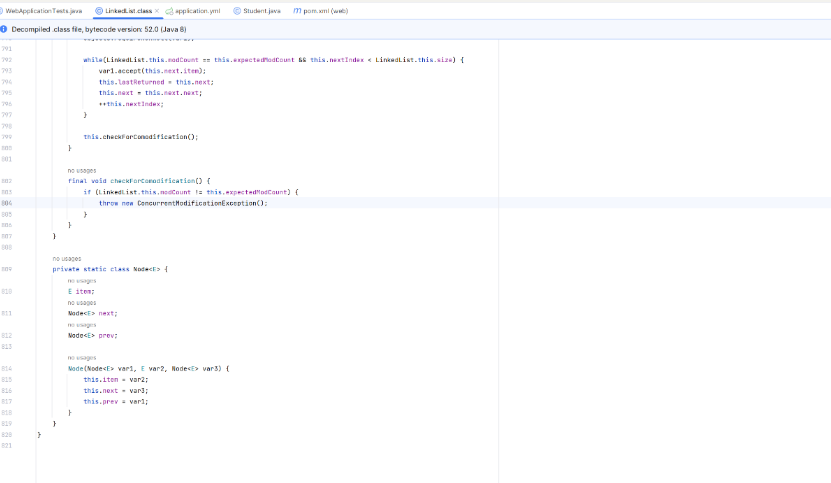 WebApplicationTests.java LinkedList.class × application.yml Student.java pom.xml (web)
Decompiled .class file, bytecode version: 52.0 (Java 8)
791
792 while(LinkedList.this.modCount == this.expectedModCount && this.nextIndex < LinkedList.this.size) {
793 var1.accept(this.next.item);
794 this.lastReturned = this.next;
795 this.next = this.next.next;
796 ++this.nextIndex;
797 }
798
799 this.checkForComodification();
800 }
801
no usages
802 final void checkForComodification() {
803 if (LinkedList.this.modCount != this.expectedModCount) {
804 throw new ConcurrentModificationException();
805 }
806 }
807 }
808
no usages
809 private static class Node<E> {
no usages
810 E item;
no usages
811 Node<E> next;
no usages
812 Node<E> prev;
813
no usages
814 Node(Node<E> var1, E var2, Node<E> var3) {
815 this.item = var2;
816 this.next = var3;
817 this.prev = var1;
818 }
819 }
820 }
821